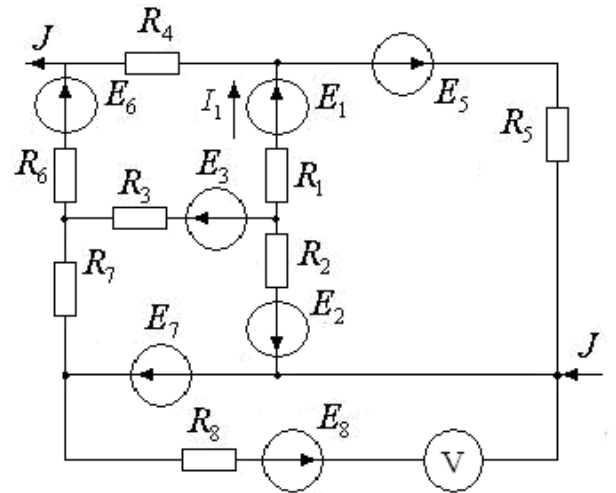 J
R₄
E₆
I₁
E₁
E₅
R₅
R₆
R₃
E₃
R₁
R₇
R₂
E₂
E₇
J
R₈
E₈
V